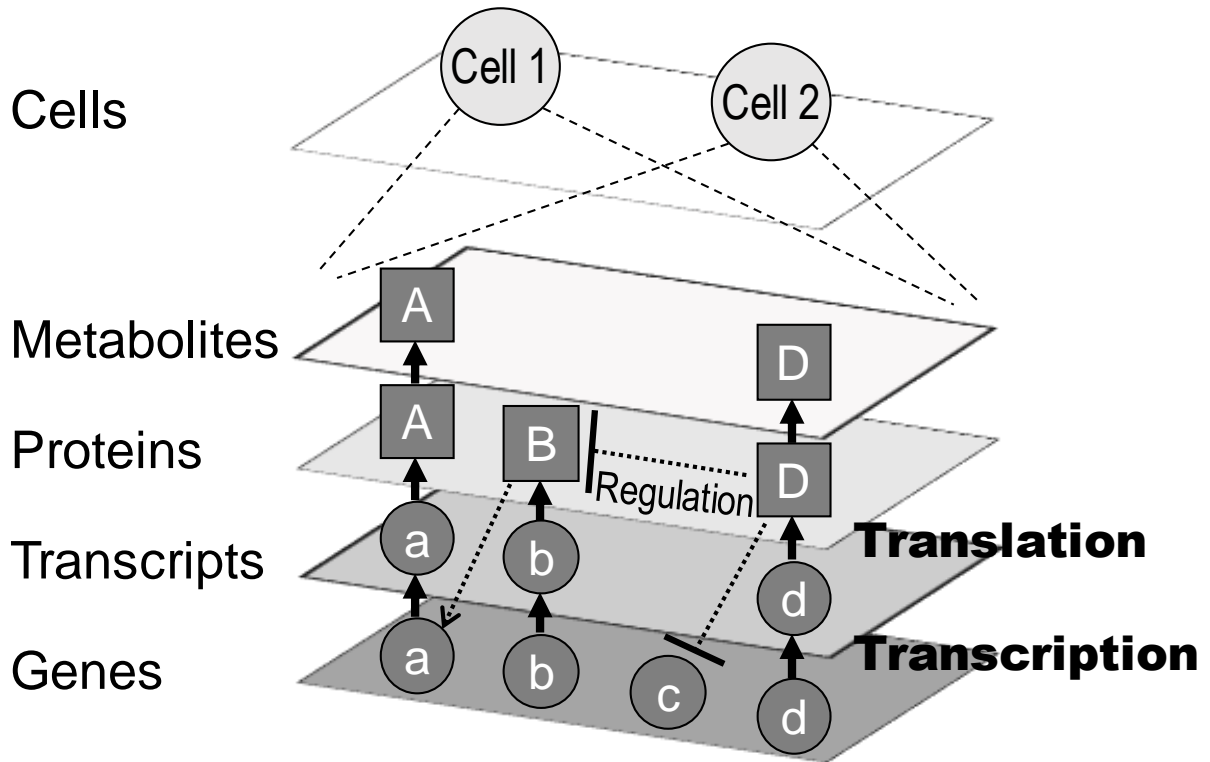 Cell 1
Cell 2
Cells
A
Metabolites
D
A
B
Proteins
D
Regulation
a
b
Transcripts
Translation
d
a
b
c
Genes
Transcription
d